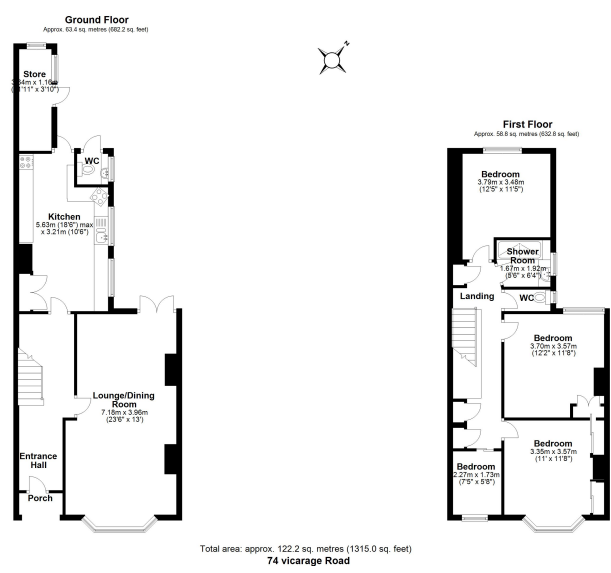 Ground Floor
Approx. 63.4 sq. metres (682.2 sq. feet)
N
Store
x 1.16m
x 3'10")
WC
Kitchen
5.63m (18'6") max
x 3.21m (10'6")
Lounge/Dining
Room
7.18m x 3.96m
(23'6" x 13')
Entrance
Hall
Porch
First Floor
Approx. 58.8 sq. metres (632.8 sq. feet)
Bedroom
3.79m x 3.48m
(12'5" x 11'5")
Shower
Room
1.67m x 1.92m
(5'6" x 6'4")
Landing
WC
Bedroom
3.70m x 3.57m
(12'2" x 11'8")
Bedroom
3.35m x 3.57m
(11' x 11'8")
Bedroom
2.27m x 1.73m
(7'5" x 5'8")
Total area: approx. 122.2 sq. metres (1315.0 sq. feet)
74 vicarage Road